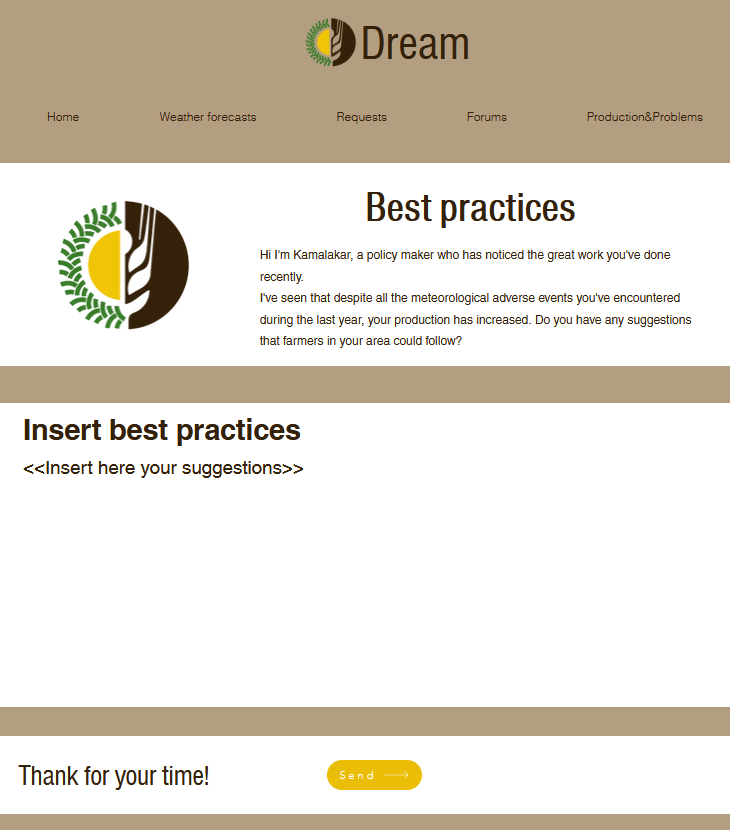 Dream
Home Weather forecasts Requests Forums Production&Problems
Best practices
Hi I'm Kamalakar, a policy maker who has noticed the great work you've done
recently.
I've seen that despite all the meteorological adverse events you've encountered
during the last year, your production has increased. Do you have any suggestions
that farmers in your area could follow?
Insert best practices
<<Insert here your suggestions>>
Thank for your time!
Send